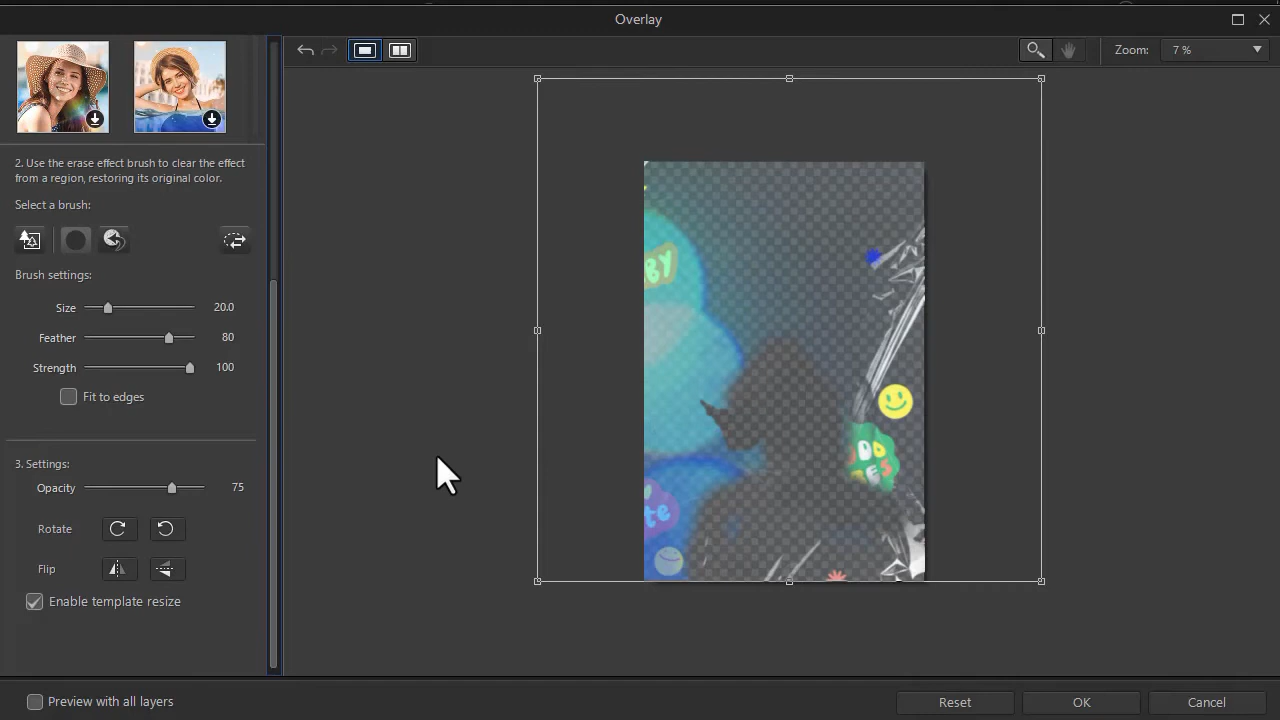 Overlay
Zoom: 7 %
2. Use the erase effect brush to clear the effect
from a region, restoring its original color.
Select a brush:
Brush settings:
Size 20.0
Feather 80
Strength 100
Fit to edges
3. Settings:
Opacity 75
Rotate
Flip
Enable template resize
BY
Preview with all layers
Reset OK Cancel